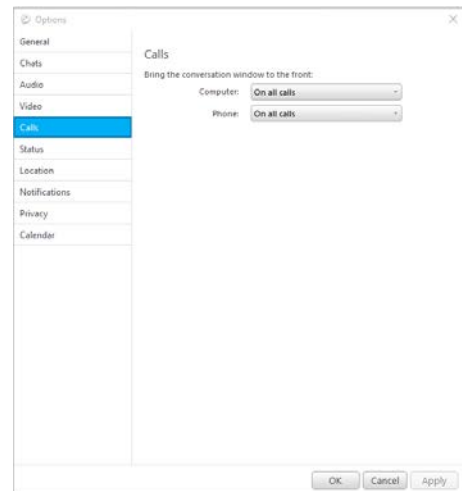 Options
General
Chats
Audio
Video
Calls
Status
Location
Notifications
Privacy
Calendar
Calls
Bring the conversation window to the front:
Computer: On all calls
Phone: On all calls
OK Cancel Apply